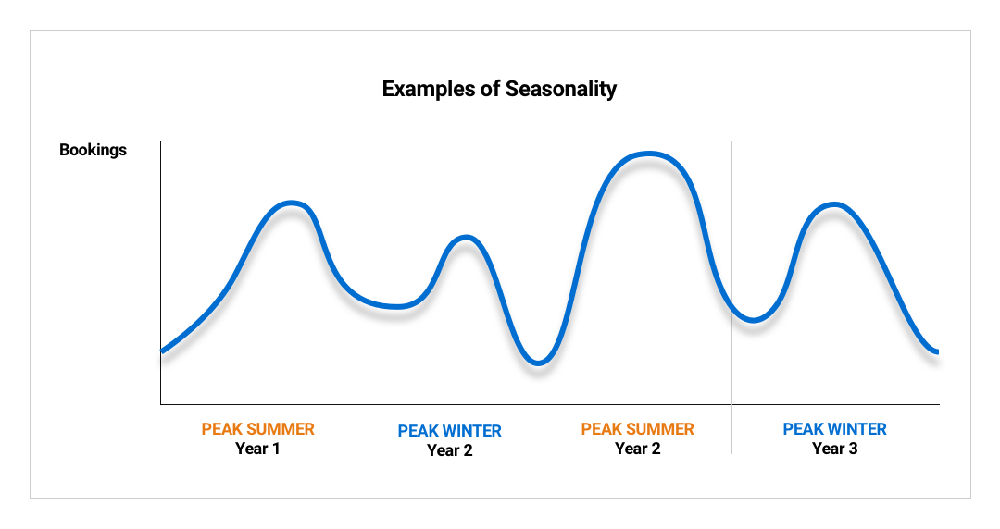 Examples of Seasonality
Bookings
PEAK SUMMER
Year 1
PEAK WINTER
Year 2
PEAK SUMMER
Year 2
PEAK WINTER
Year 3